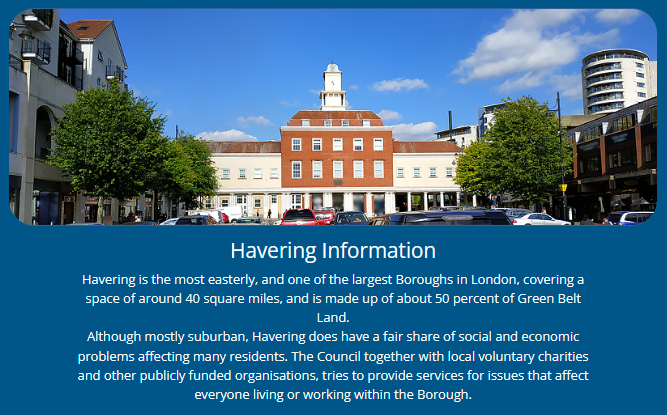 Havering Information
Havering is the most easterly, and one of the largest Boroughs in London, covering a
space of around 40 square miles, and is made up of about 50 percent of Green Belt
Land.
Although mostly suburban, Havering does have a fair share of social and economic
problems affecting many residents. The Council together with local voluntary charities
and other publicly funded organisations, tries to provide services for issues that affect
everyone living or working within the Borough.